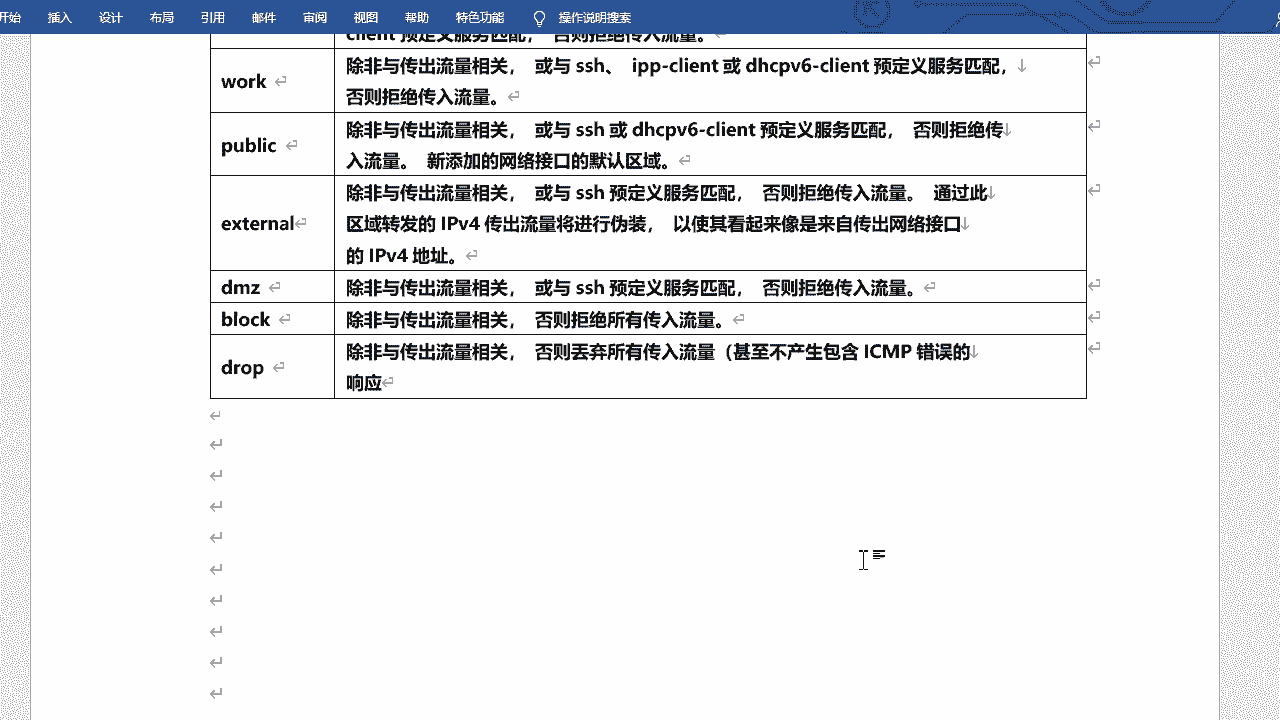 开始 插入 设计 布局 引用 邮件 审阅 视图 帮助 特色功能 操作说明搜索
client 预定义服务匹配， 否则拒绝传入流量。
work
除非与传出流量相关， 或与 ssh、 ipp-client 或 dhcpv6-client 预定义服务匹配，
否则拒绝传入流量。
public
除非与传出流量相关， 或与 ssh 或 dhcpv6-client 预定义服务匹配， 否则拒绝传
入流量。 新添加的网络接口的默认区域。
external
除非与传出流量相关， 或与 ssh 预定义服务匹配， 否则拒绝传入流量。 通过此
区域转发的 IPv4 传出流量将进行伪装， 以使其看起来像是来自传出网络接口
的 IPv4 地址。
dmz
除非与传出流量相关， 或与 ssh 预定义服务匹配， 否则拒绝传入流量。
block
除非与传出流量相关， 否则拒绝所有传入流量。
drop
除非与传出流量相关， 否则丢弃所有传入流量（甚至不产生包含 ICMP 错误的
响应